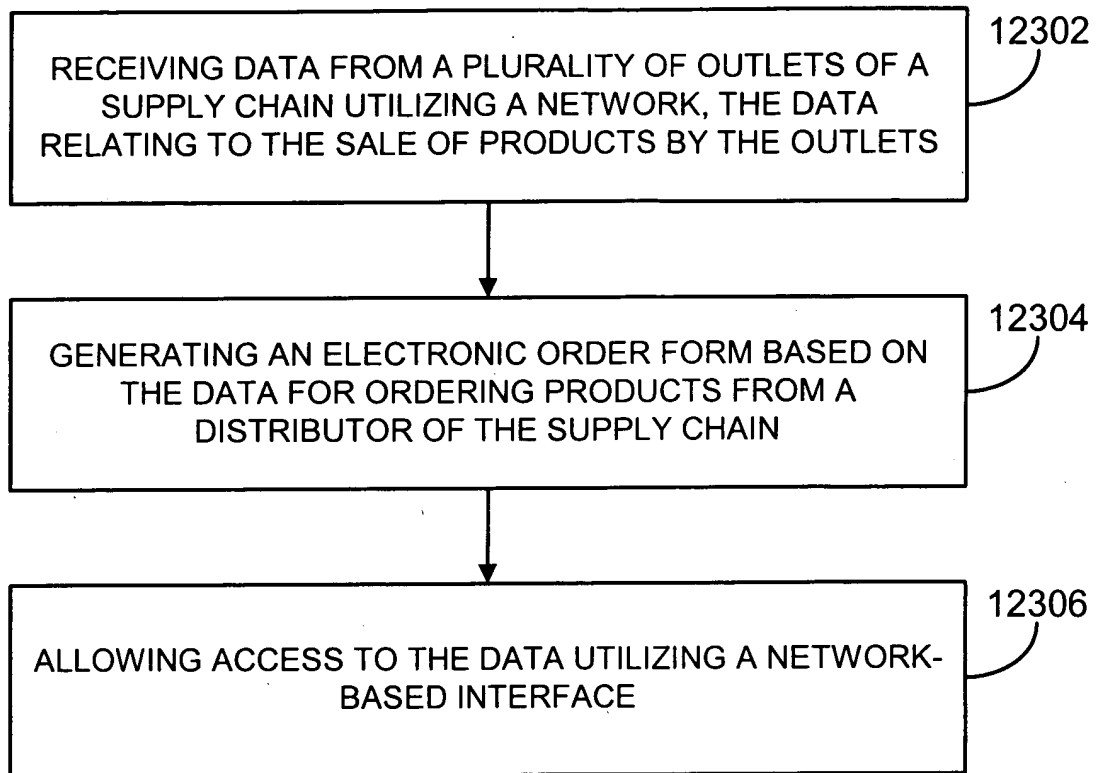 12302
RECEIVING DATA FROM A PLURALITY OF OUTLETS OF A
SUPPLY CHAIN UTILIZING A NETWORK, THE DATA
RELATING TO THE SALE OF PRODUCTS BY THE OUTLETS
12304
GENERATING AN ELECTRONIC ORDER FORM BASED ON
THE DATA FOR ORDERING PRODUCTS FROM A
DISTRIBUTOR OF THE SUPPLY CHAIN
12306
ALLOWING ACCESS TO THE DATA UTILIZING A NETWORK-
BASED INTERFACE